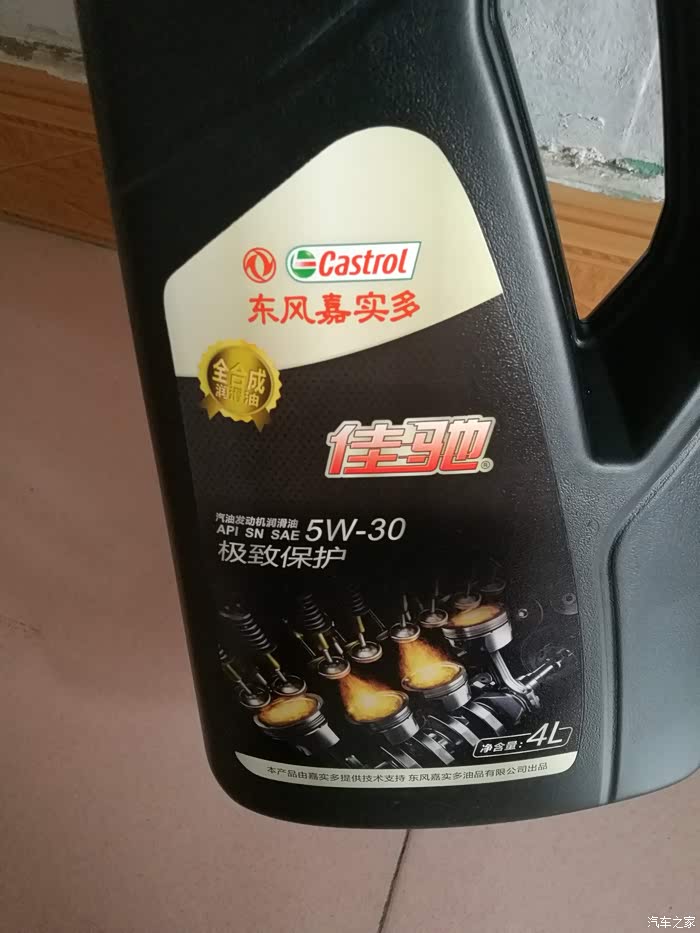 Castrol
东风嘉实多
全合成
润滑油
佳驰®
汽油发动机润滑油
API SN SAE 5W-30
极致保护
净含量:4L
本产品由嘉实多提供技术支持 东风嘉实多油品有限公司出品
汽车之家